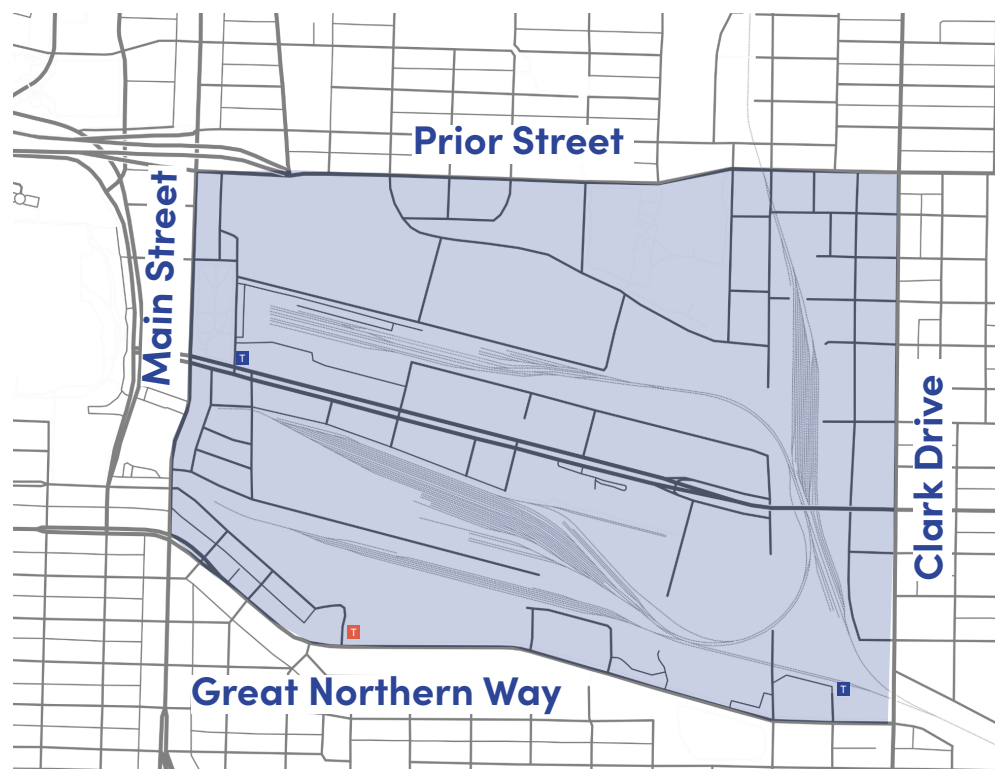 Prior Street
Main Street
T
Clark Drive
T
T
Great Northern Way